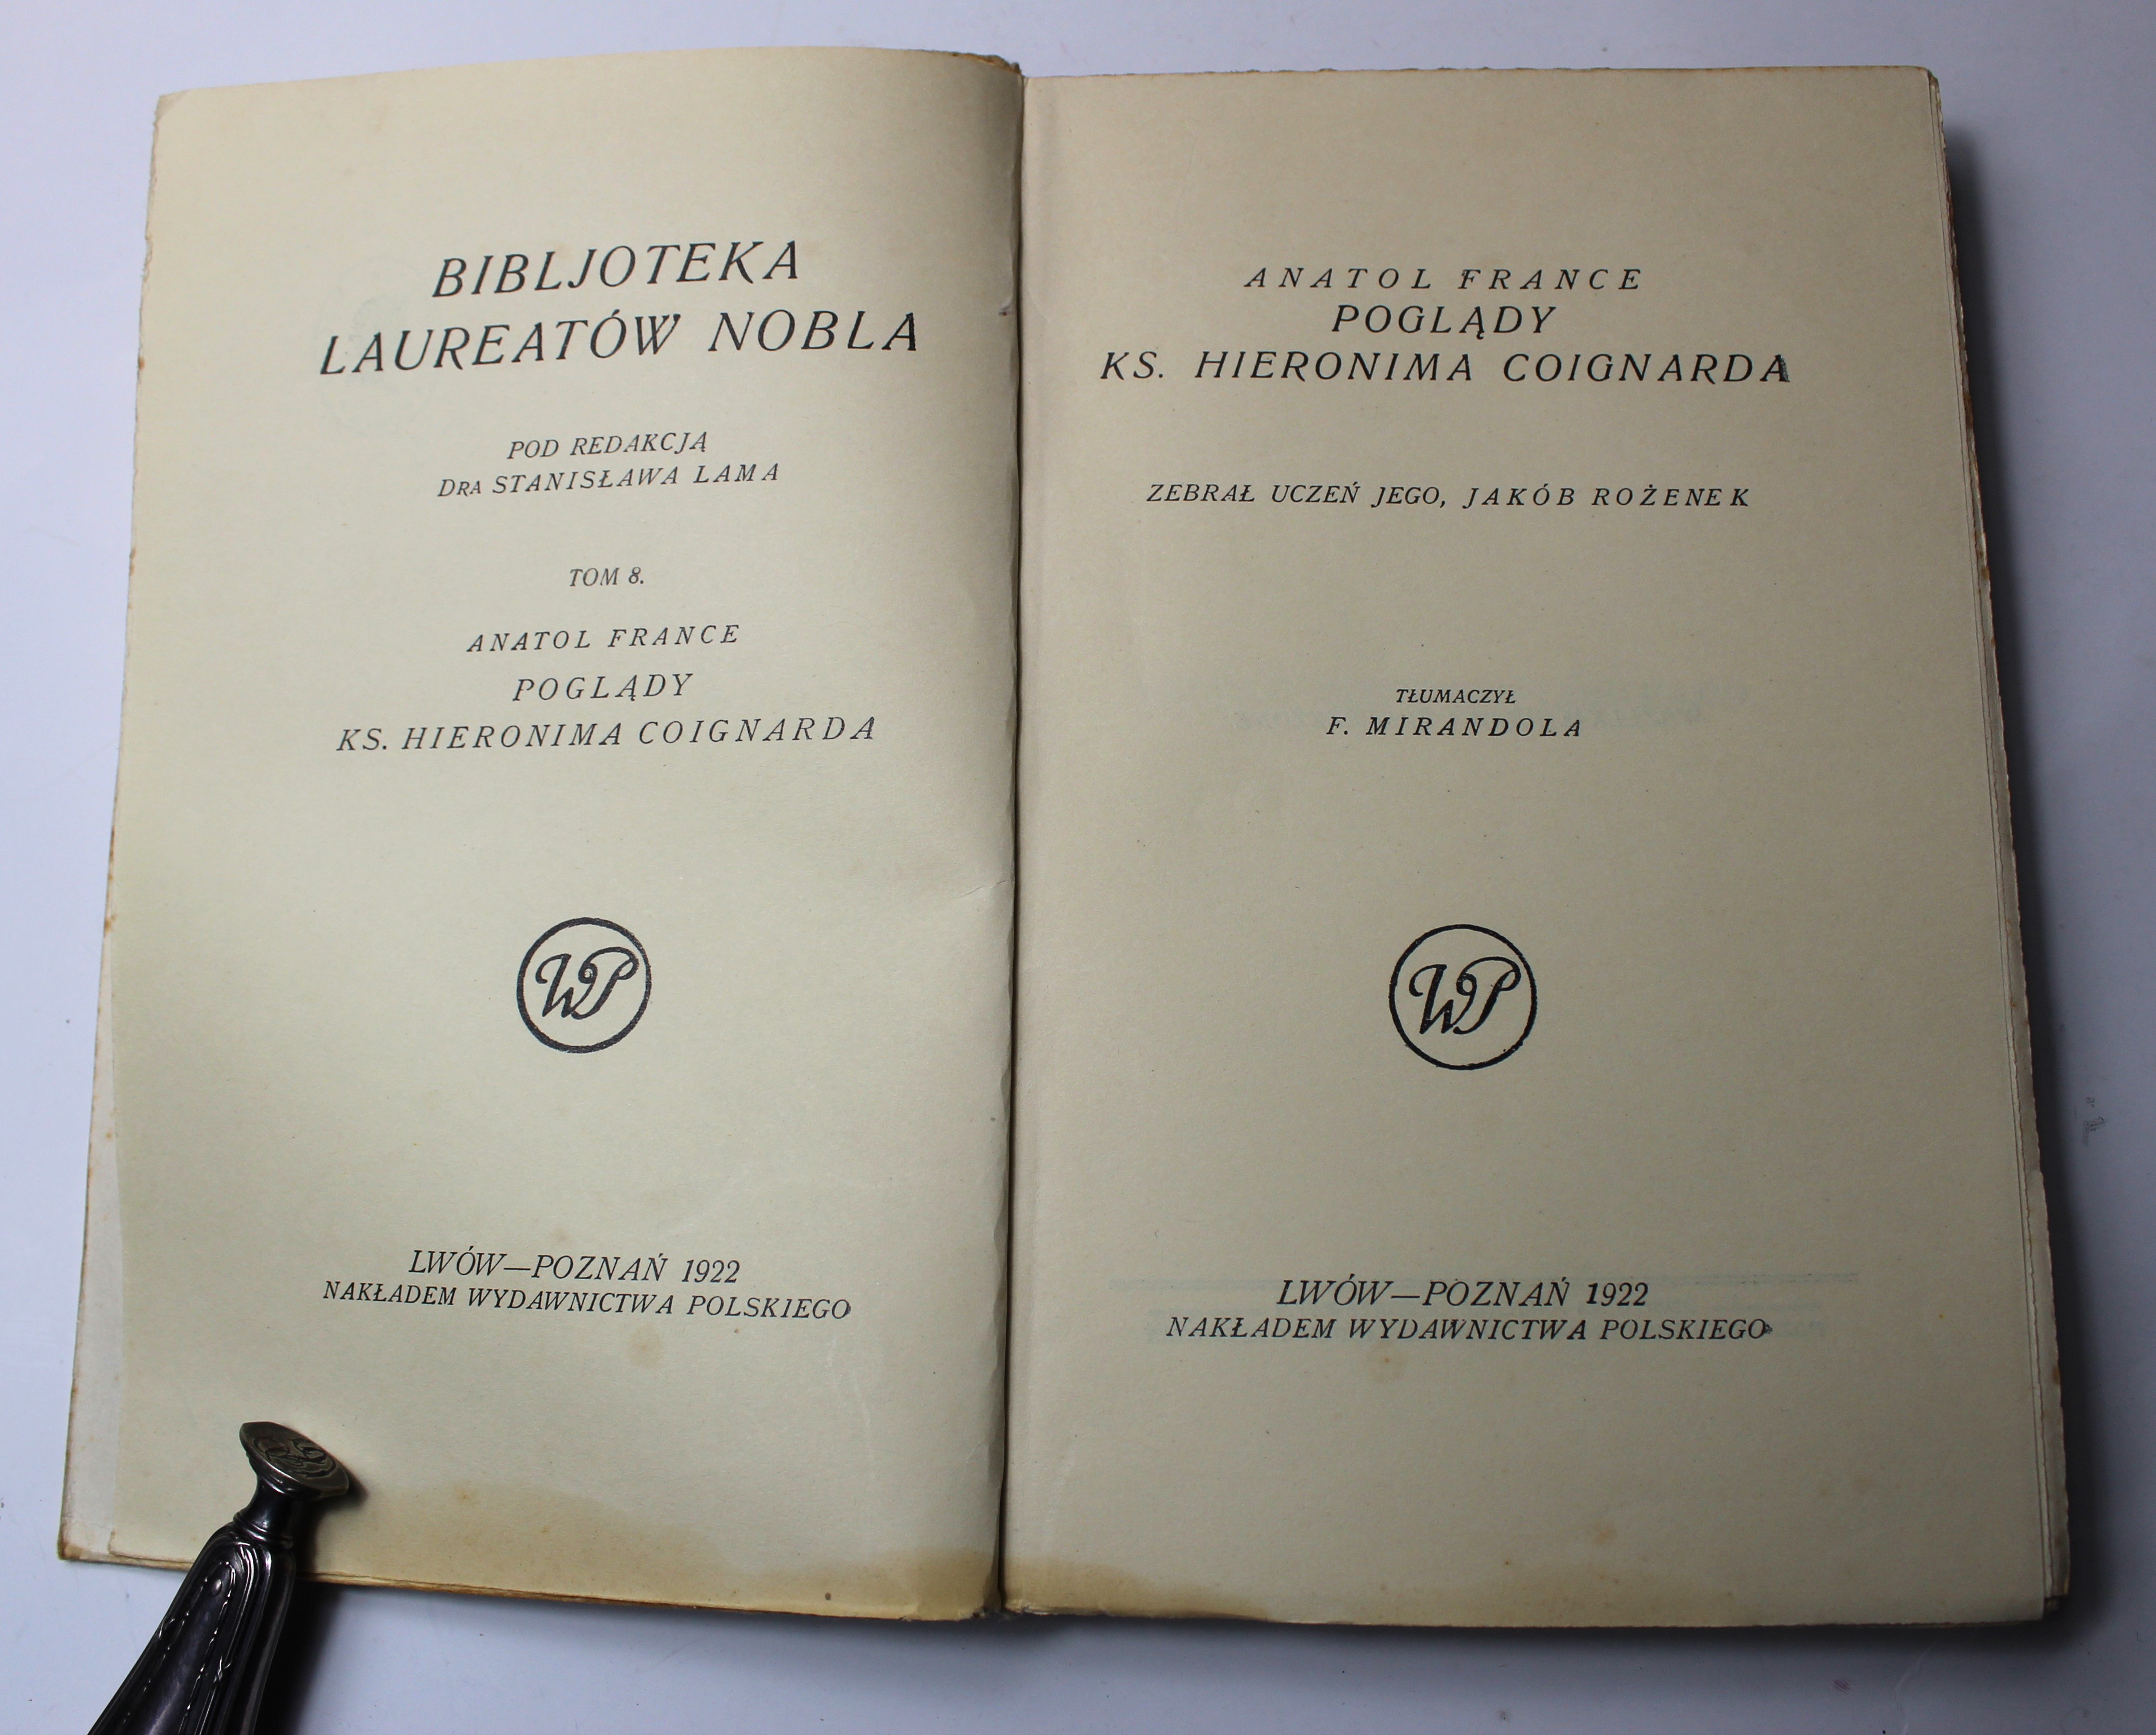 BIBLJOTEKA
LAUREATÓW NOBLA
POD REDAKCJĄ
DRA STANISŁAWA LAMA
TOM 8.
ANATOL FRANCE
POGLĄDY
KS. HIERONIMA COIGNARDA
WP
LWÓW—POZNAŃ 1922
NAKŁADEM WYDAWNICTWA POLSKIEGO
ANATOL FRANCE
POGLĄDY
KS. HIERONIMA COIGNARDA
ZEBRAŁ UCZEŃ JEGO, JAKÓB ROŻENEK
TŁUMACZYŁ
F. MIRANDOLA
WP
LWÓW—POZNAŃ 1922
NAKŁADEM WYDAWNICTWA POLSKIEGO